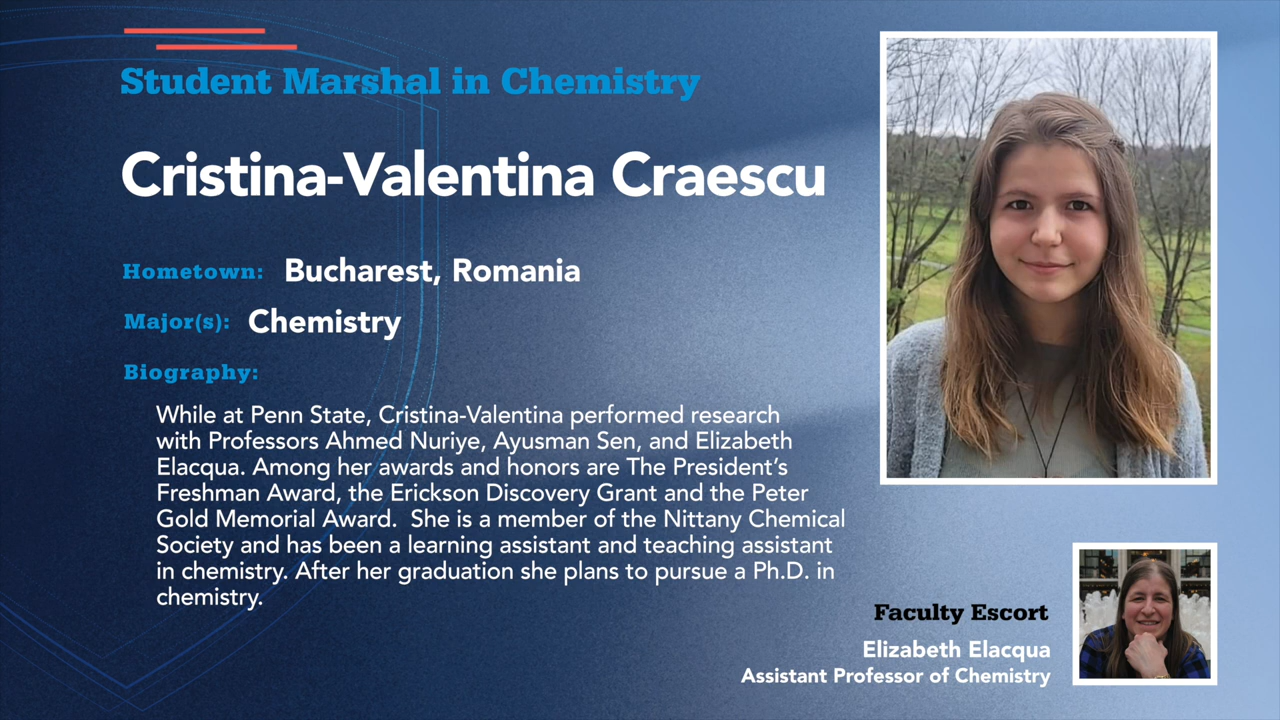 Student Marshal in Chemistry
Cristina-Valentina Craescu
Hometown: Bucharest, Romania
Major(s): Chemistry
Biography:
While at Penn State, Cristina-Valentina performed research
with Professors Ahmed Nuriye, Ayusman Sen, and Elizabeth
Elacqua. Among her awards and honors are The President’s
Freshman Award, the Erickson Discovery Grant and the Peter
Gold Memorial Award.  She is a member of the Nittany Chemical
Society and has been a learning assistant and teaching assistant
in chemistry. After her graduation she plans to pursue a Ph.D. in
chemistry.
Faculty Escort
Elizabeth Elacqua
Assistant Professor of Chemistry